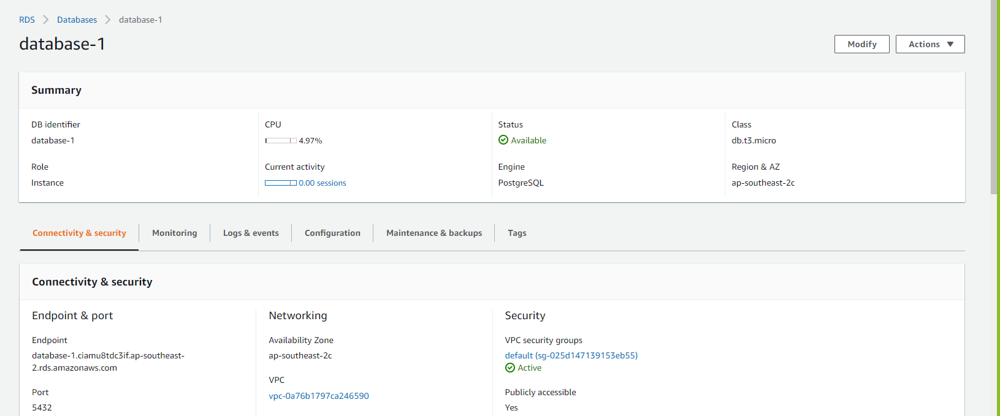 RDS > Databases > database-1
database-1
Modify
Actions ▼
Summary
DB identifier
database-1
CPU
4.97%
Status
Available
Class
db.t3.micro
Role
Instance
Current activity
0.00 sessions
Engine
PostgreSQL
Region & AZ
ap-southeast-2c
Connectivity & security
Monitoring
Logs & events
Configuration
Maintenance & backups
Tags
Connectivity & security
Endpoint & port
Endpoint
database-1.ciamu8tdc3if.ap-southeast-
2.rds.amazonaws.com
Port
5432
Networking
Availability Zone
ap-southeast-2c
VPC
vpc-0a76b1797ca246590
Security
VPC security groups
default (sg-025d147139153eb55)
Active
Publicly accessible
Yes